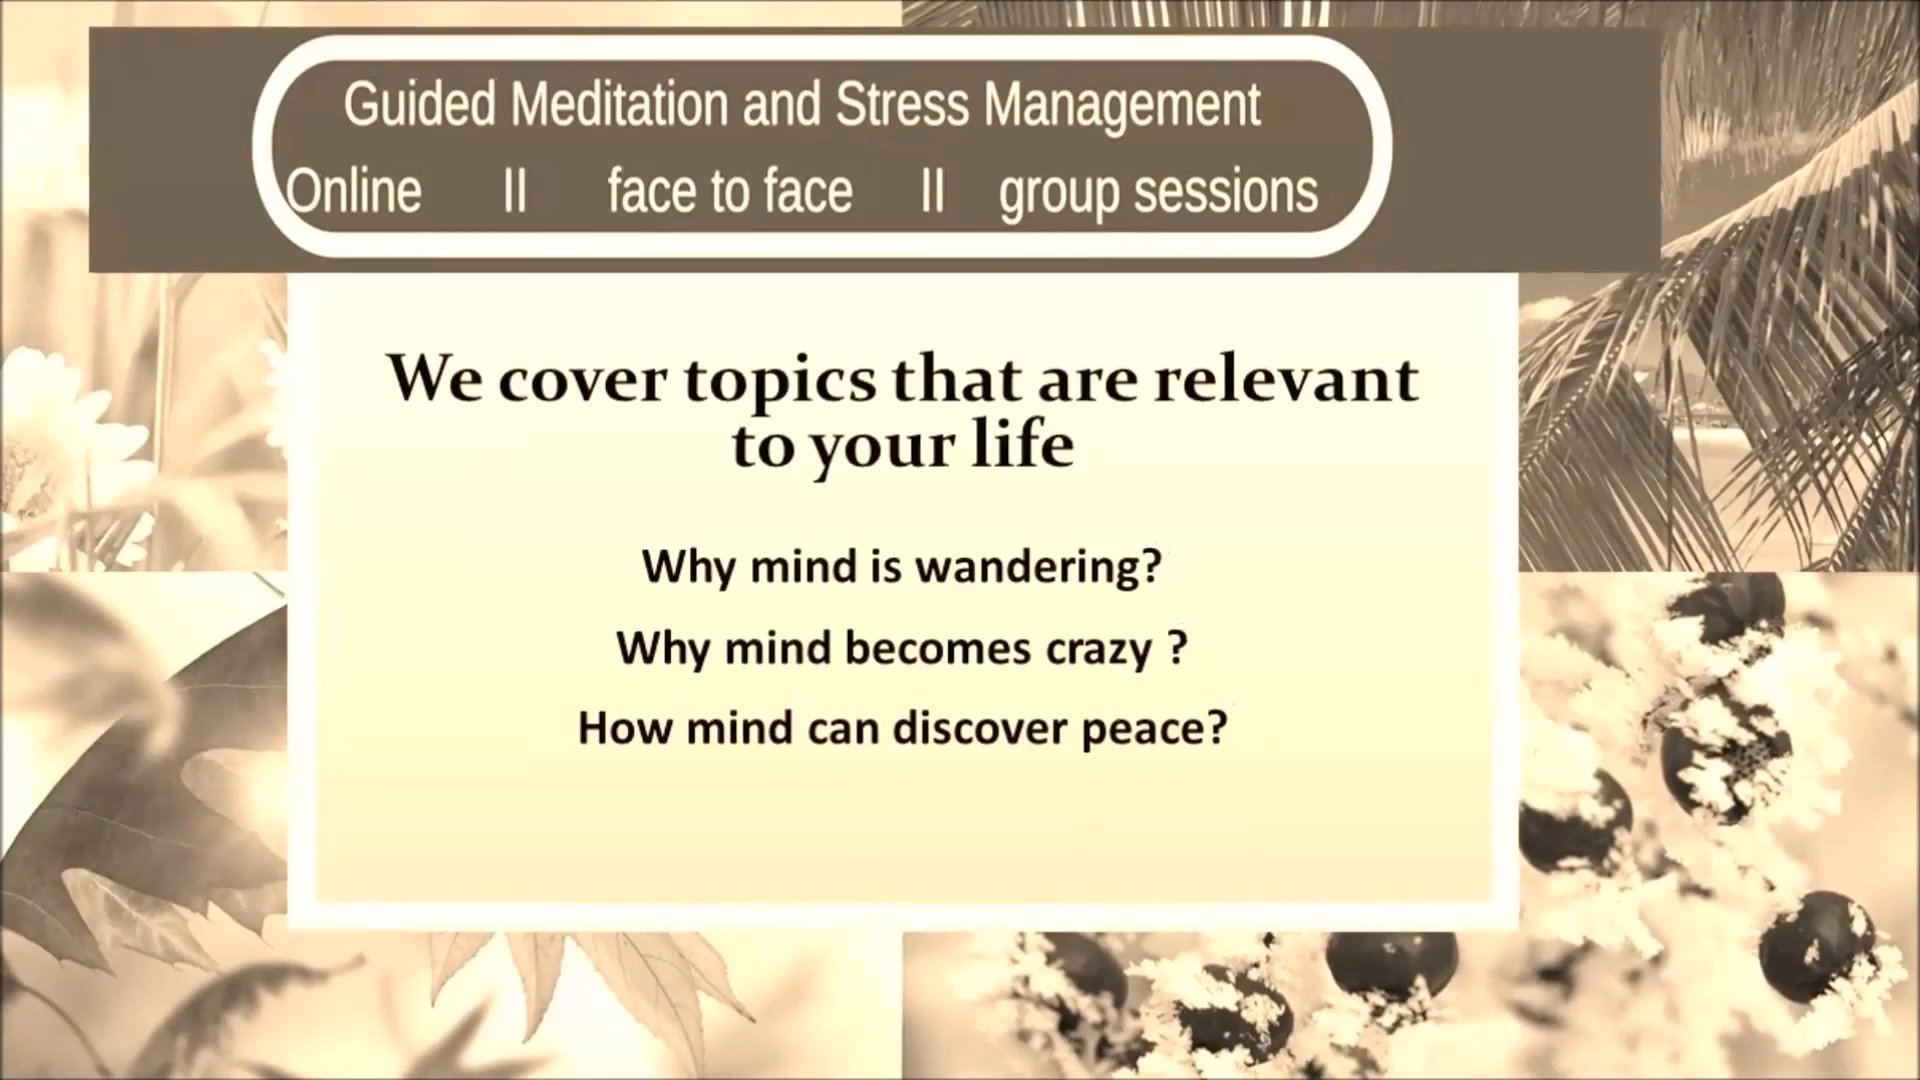 Guided Meditation and Stress Management
Online II face to face II group sessions
We cover topics that are relevant
to your life
Why mind is wandering?
Why mind becomes crazy ?
How mind can discover peace?